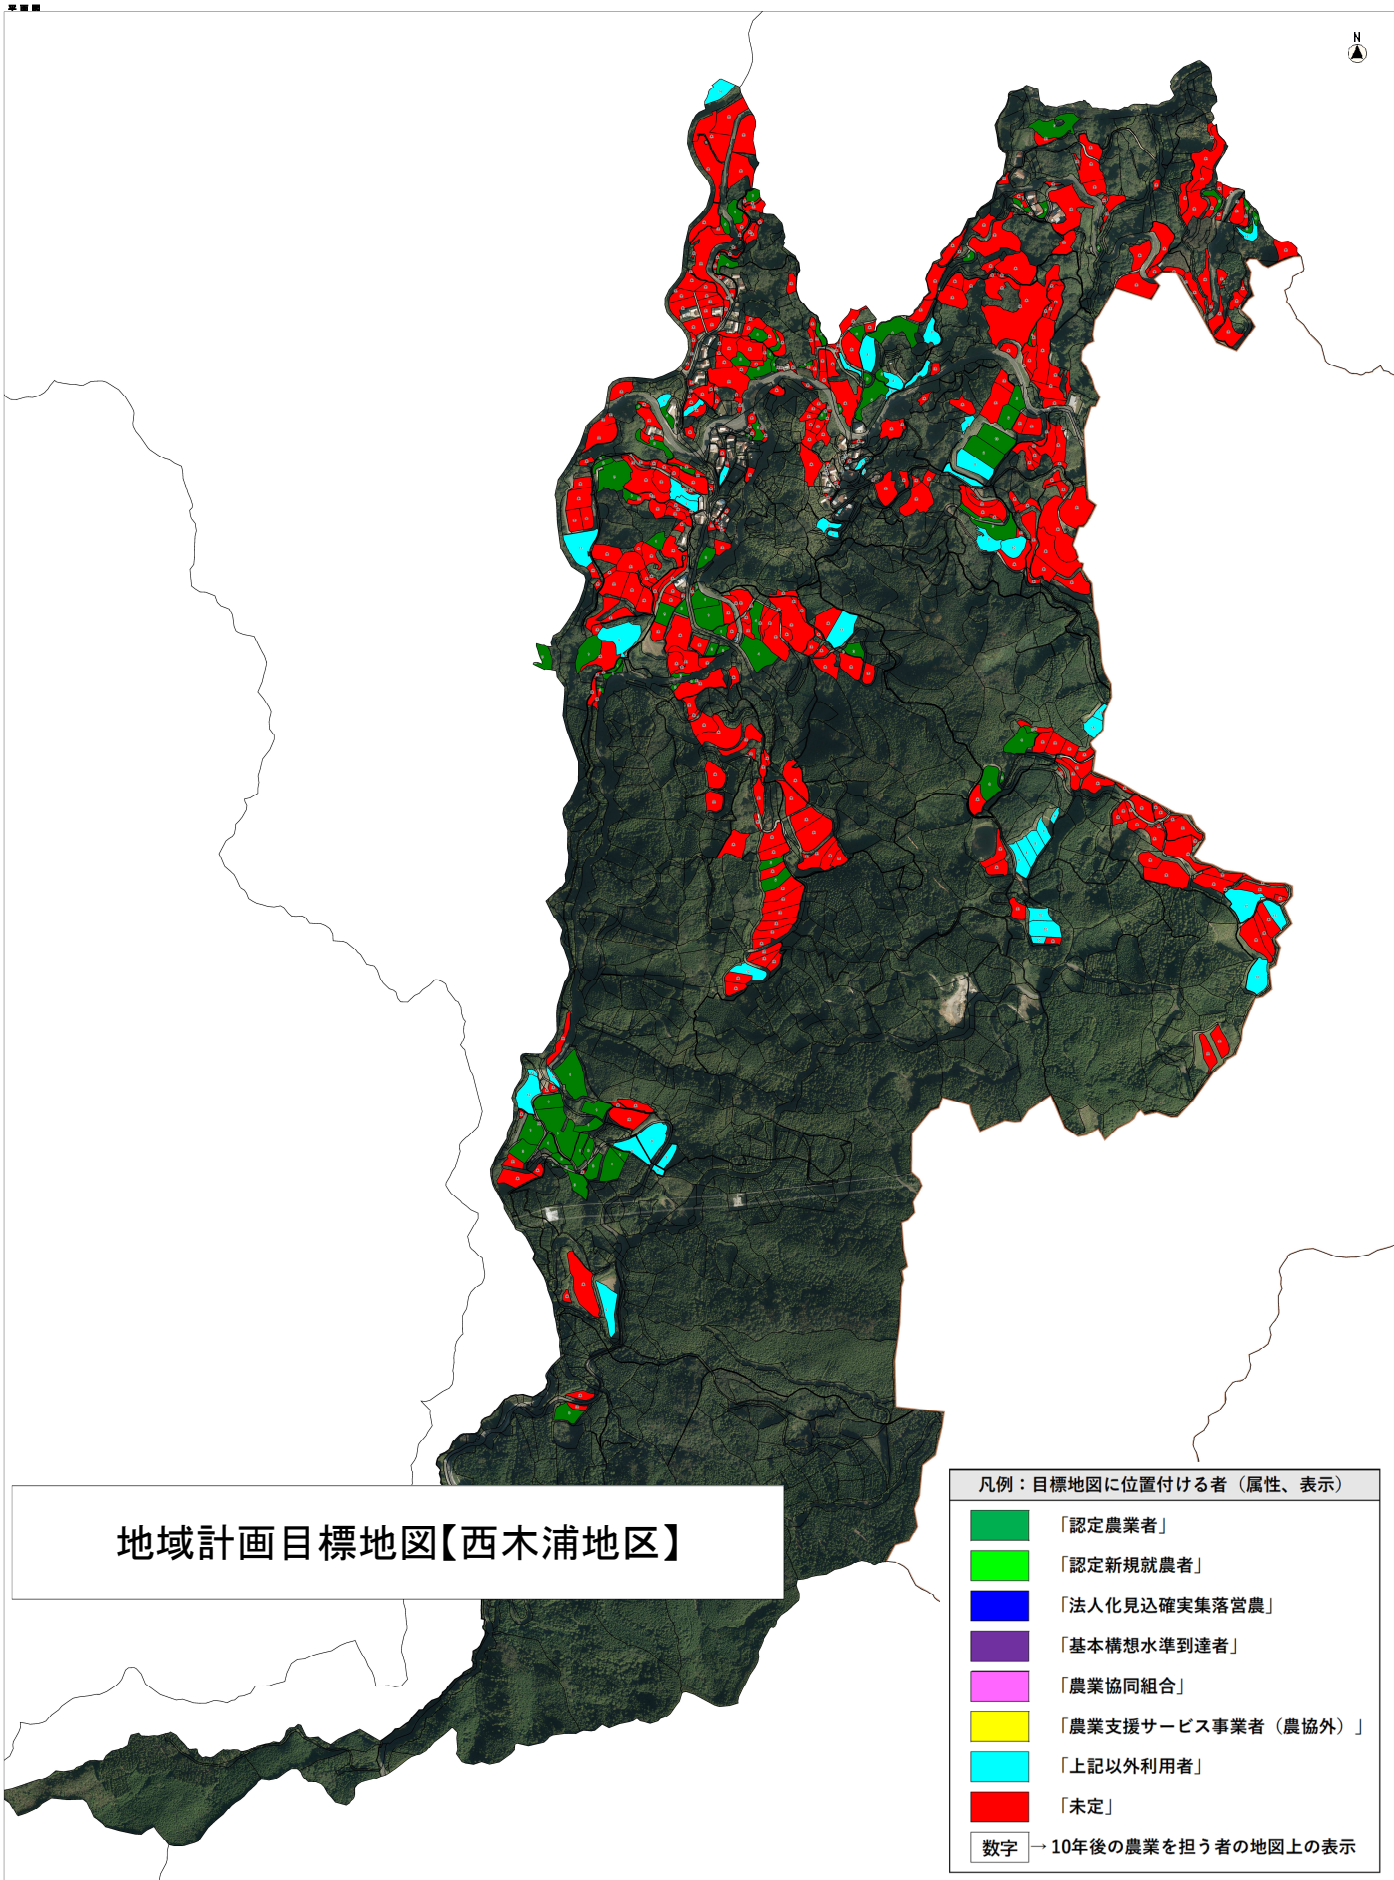 平面図
N
地域計画目標地図【西木浦地区】
凡例：目標地図に位置付ける者（属性、表示）
「認定農業者」
「認定新規就農者」
「法人化見込確実集落営農」
「基本構想水準到達者」
「農業協同組合」
「農業支援サービス事業者（農協外）」
「上記以外利用者」
「未定」
数字 → 10年後の農業を担う者の地図上の表示